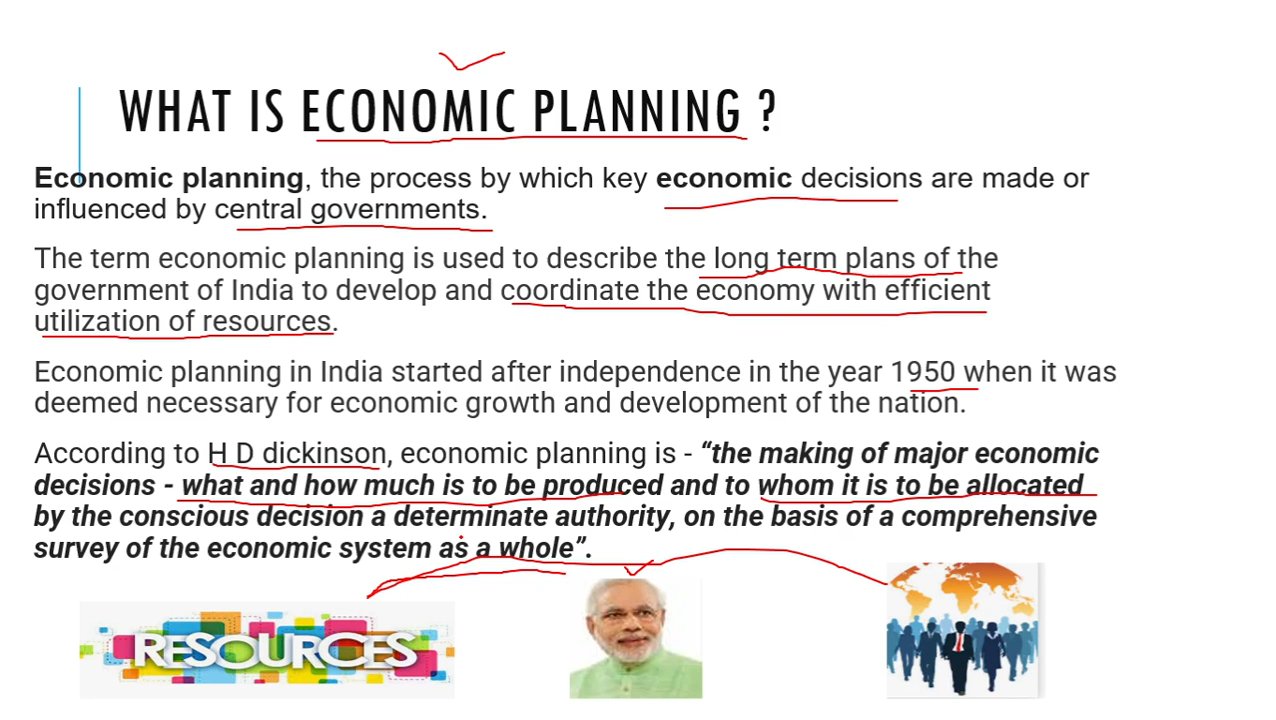 WHAT IS ECONOMIC PLANNING ?
Economic planning, the process by which key economic decisions are made or
influenced by central governments.
The term economic planning is used to describe the long term plans of the
government of India to develop and coordinate the economy with efficient
utilization of resources.
Economic planning in India started after independence in the year 1950 when it was
deemed necessary for economic growth and development of the nation.
According to H D dickinson, economic planning is - “the making of major economic
decisions - what and how much is to be produced and to whom it is to be allocated
by the conscious decision a determinate authority, on the basis of a comprehensive
survey of the economic system as a whole”.
RESOURCES